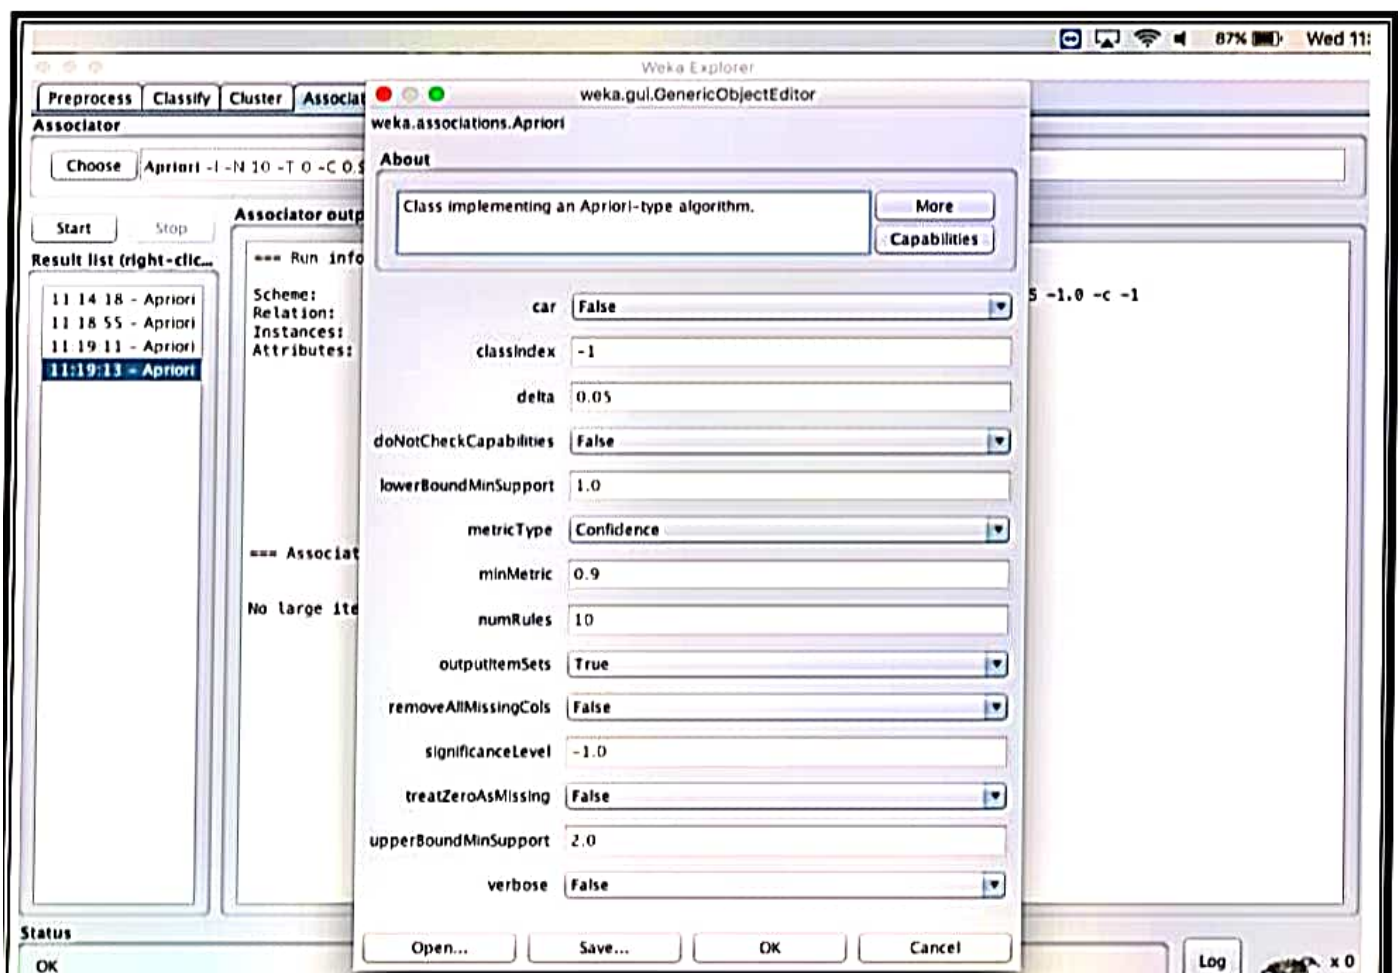 87% Wed 11:
Weka Explorer
Preprocess Classify Cluster Associat
weka.gui.GenericObjectEditor
Associator
weka.associations.Apriori
Choose Apriori -I -N 10 -T 0 -C 0.9
About
Class implementing an Apriori-type algorithm.
More
Capabilities
Start Stop
Associator outp
Result list (right-clic...
=== Run info
11 14 18 - Apriori
11 18 55 - Apriori
11 19 11 - Apriori
11:19:13 - Apriori
Scheme: 5 -1.0 -c -1
Relation:
Instances:
Attributes:
=== Associat
No large ite
car False
classIndex -1
delta 0.05
doNotCheckCapabilities False
lowerBoundMinSupport 1.0
metricType Confidence
minMetric 0.9
numRules 10
outputItemSets True
removeAllMissingCols False
significanceLevel -1.0
treatZeroAsMissing False
upperBoundMinSupport 2.0
verbose False
Open... Save... OK Cancel
Status
OK
Log x 0